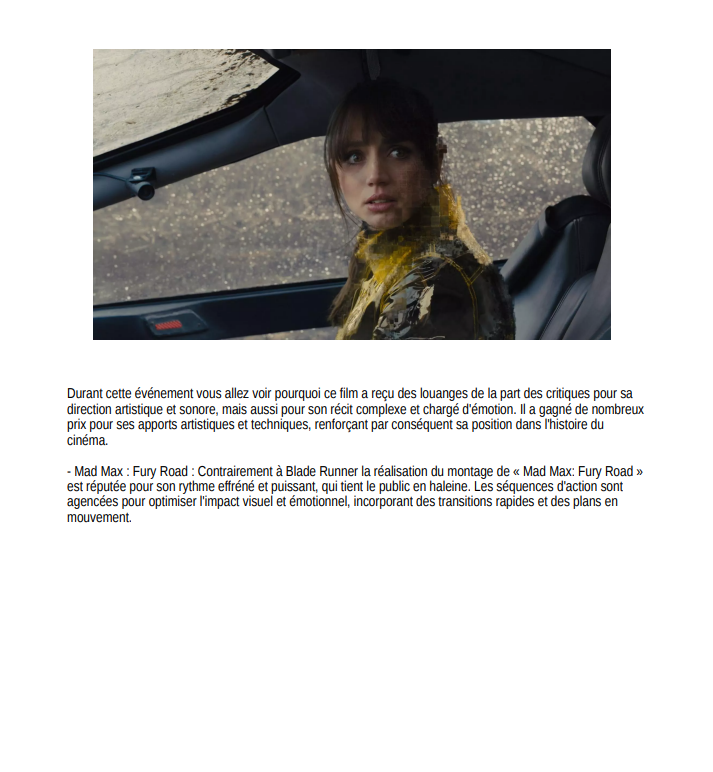 Durant cette événement vous allez voir pourquoi ce film a reçu des louanges de la part des critiques pour sa
direction artistique et sonore, mais aussi pour son récit complexe et chargé d'émotion. Il a gagné de nombreux
prix pour ses apports artistiques et techniques, renforçant par conséquent sa position dans l'histoire du
cinéma.
- Mad Max : Fury Road : Contrairement à Blade Runner la réalisation du montage de « Mad Max: Fury Road »
est réputée pour son rythme effréné et puissant, qui tient le public en haleine. Les séquences d'action sont
agencées pour optimiser l'impact visuel et émotionnel, incorporant des transitions rapides et des plans en
mouvement.